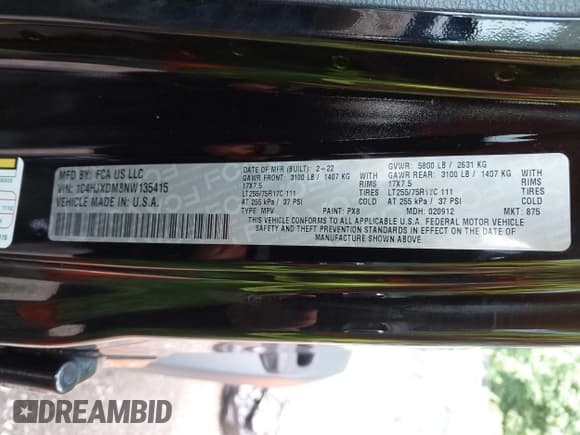 MFD BY: FCA US LLC
VIN: 1C4HJXDM8NW135415
VEHICLE MADE IN: U.S.A.
DATE OF MFR (BUILT): 2-22
GVWR: 5800 LB / 2631 KG
GAWR FRONT: 3100 LB / 1407 KG WITH
17X7.5 RIMS
LT255/75R17C 111 TIRES
AT 255 kPa / 37 PSI COLD
GAWR REAR: 3100 LB / 1407 KG WITH
17X7.5 RIMS
LT255/75R17C 111 TIRES
AT 255 kPa / 37 PSI COLD
TYPE: MPV PAINT: PX8 MDH: 020912 MKT: 875
THIS VEHICLE CONFORMS TO ALL APPLICABLE U.S.A. FEDERAL MOTOR VEHICLE
SAFETY AND THEFT PREVENTION STANDARDS IN EFFECT ON THE DATE OF
MANUFACTURE SHOWN ABOVE.
DREAMBID